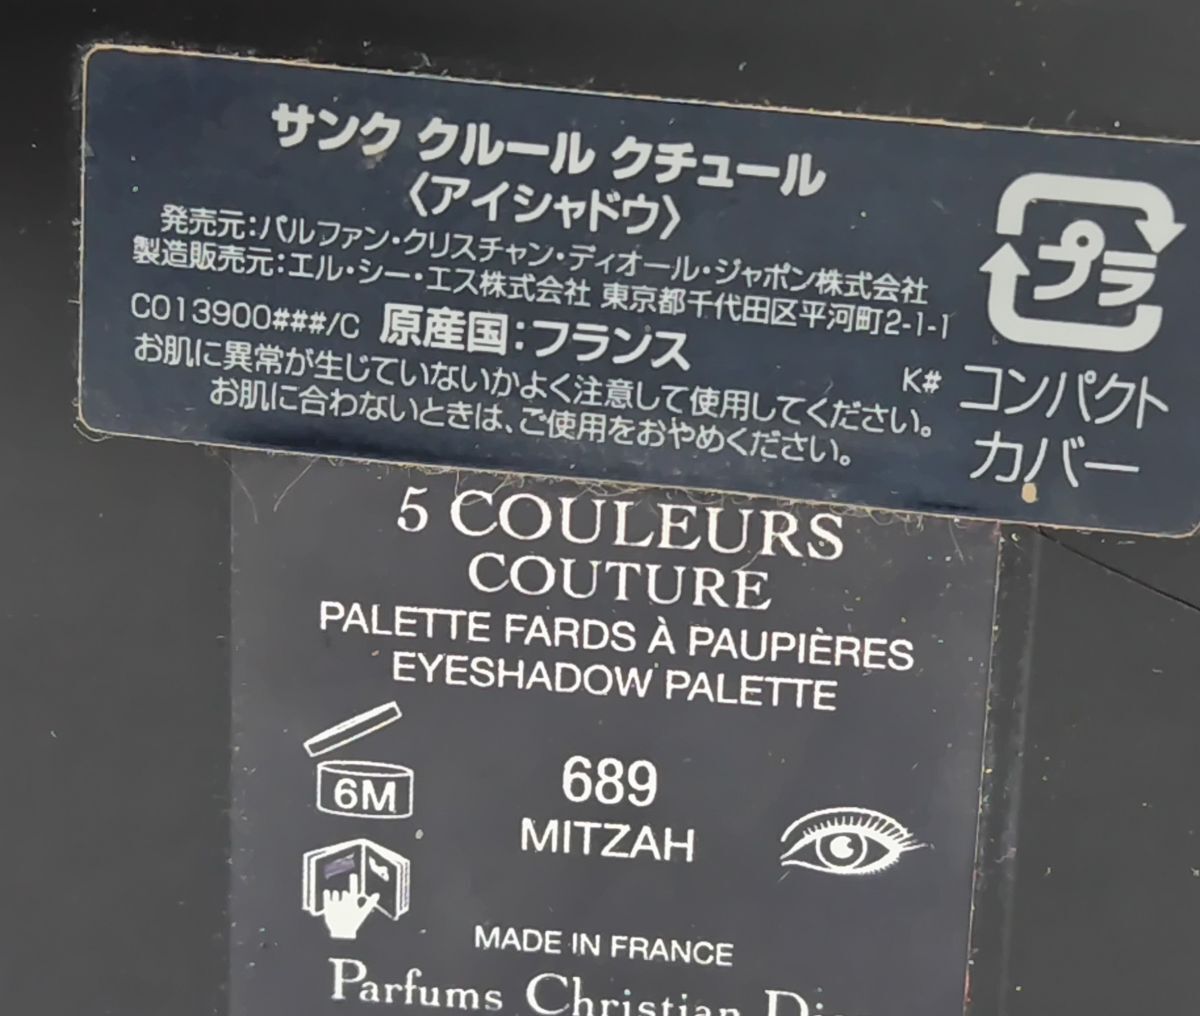 サンク クルール クチュール
〈アイシャドウ〉
発売元:パルファン・クリスチャン・ディオール・ジャポン株式会社
製造販売元:エル・シー・エス株式会社 東京都千代田区平河町2-1-1
C013900###/C 原産国:フランス
K#
お肌に異常が生じていないかよく注意して使用してください。
お肌に合わないときは、ご使用をおやめください。
プラ
コンパクト
カバー
5 COULEURS
COUTURE
PALETTE FARDS À PAUPIÈRES
EYESHADOW PALETTE
6M
689
MITZAH
MADE IN FRANCE
Parfums Christian